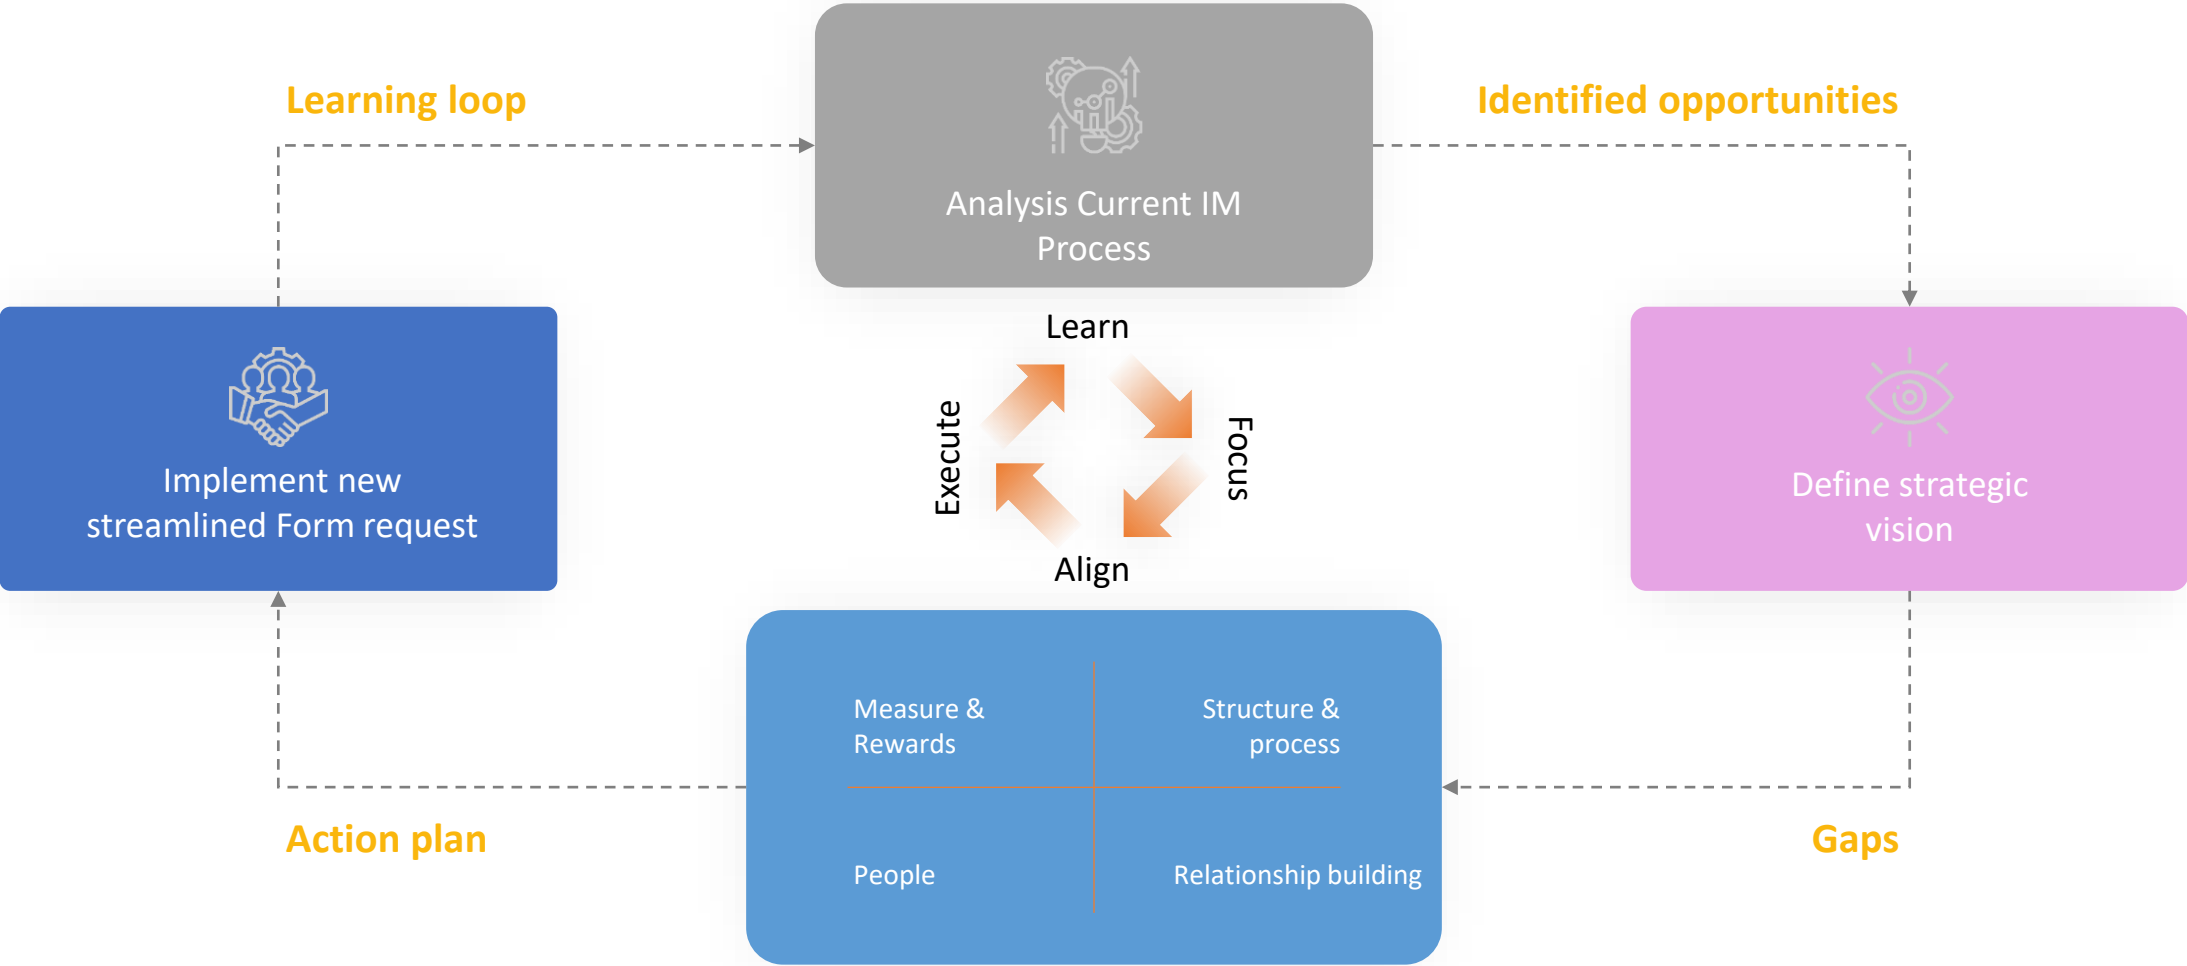 Learning loop
Identified opportunities
Analysis Current IM
Process
Learn
Execute
Focus
Align
Implement new
streamlined Form request
Define strategic
vision
Measure &
Rewards
Structure &
process
People
Relationship building
Action plan
Gaps